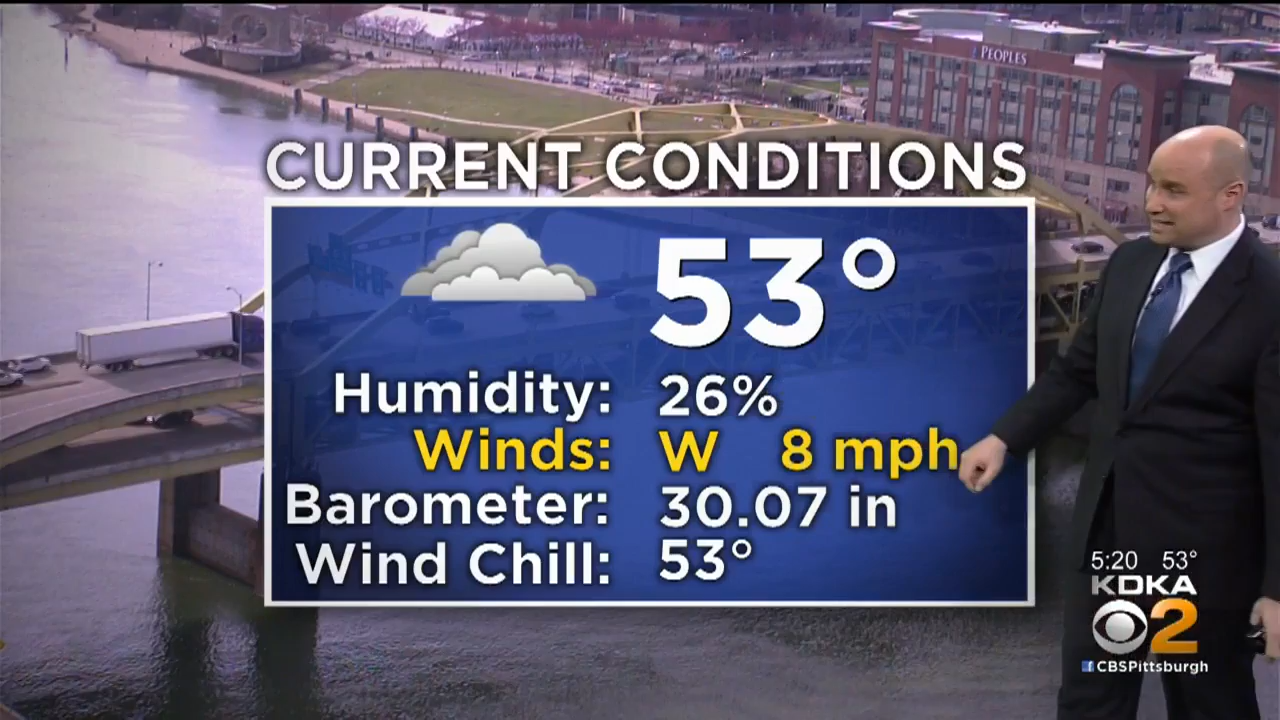 PEOPLES
CURRENT CONDITIONS
53°
Humidity: 26%
Winds: W 8 mph
Barometer: 30.07 in
Wind Chill: 53°
5:20 53°
KDKA
2
f CBSPittsburgh